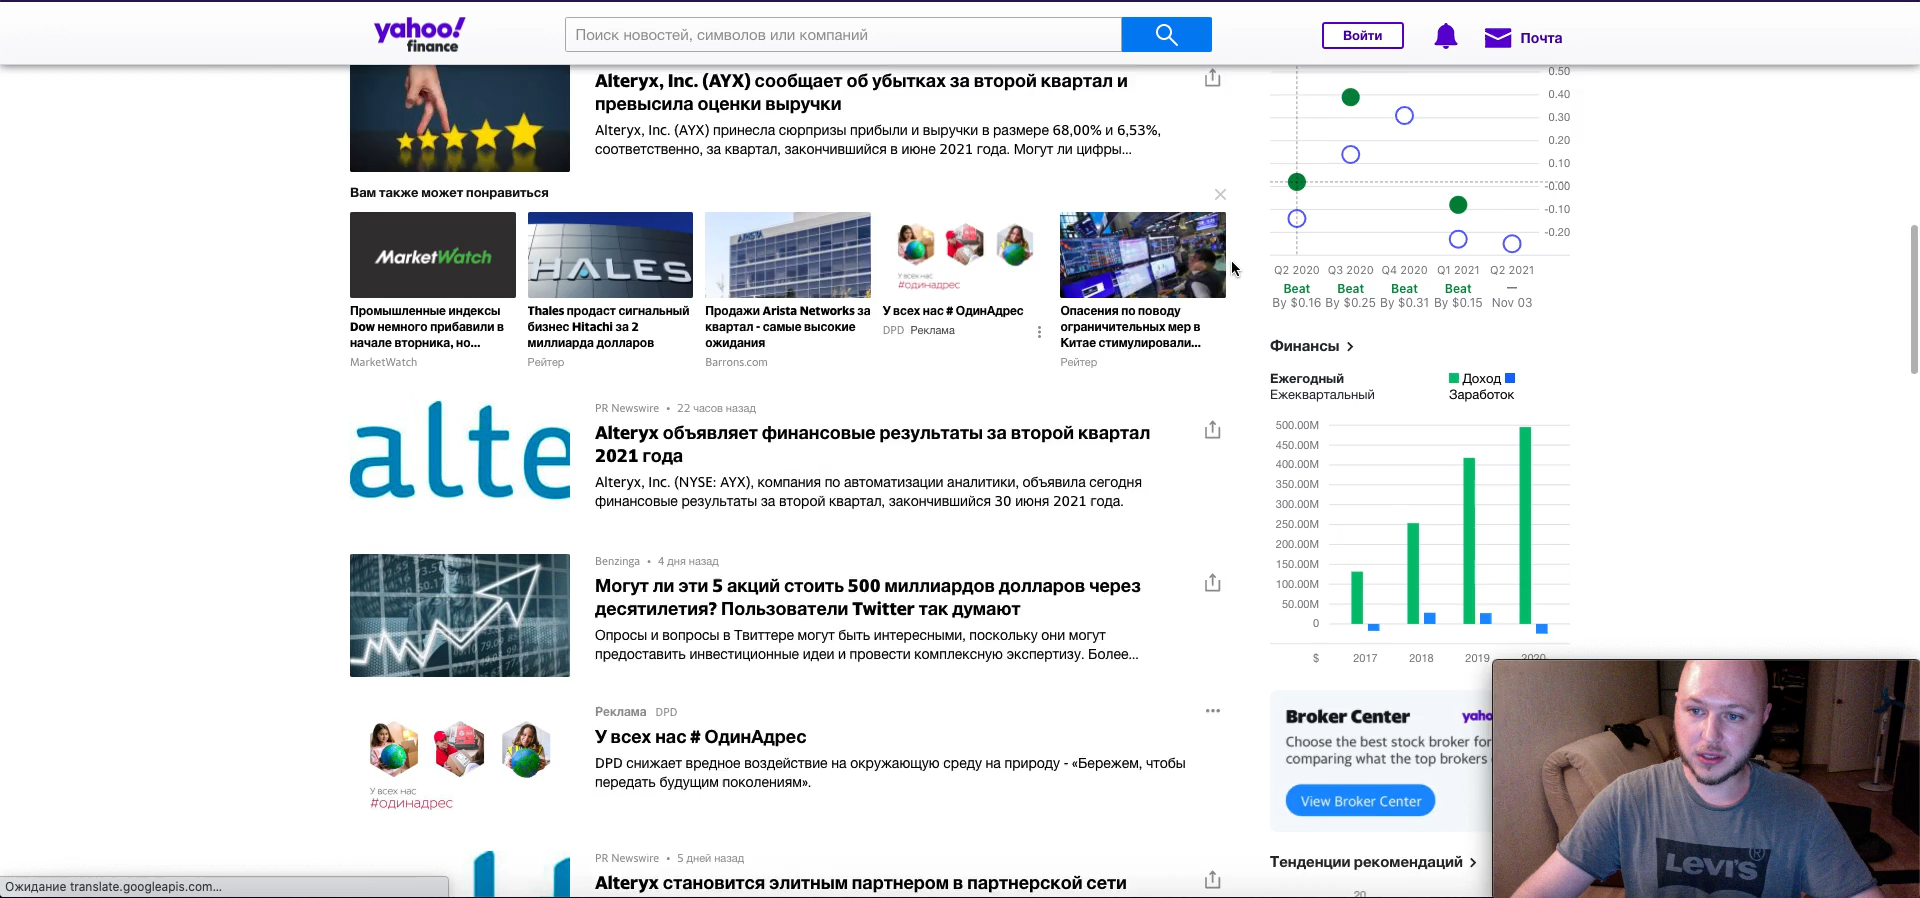 yahoo!
finance
Поиск новостей, символов или компаний
Войти
Почта
Alteryx, Inc. (AYX) сообщает об убытках за второй квартал и
превысила оценки выручки
Alteryx, Inc. (AYX) принесла сюрпризы прибыли и выручки в размере 68,00% и 6,53%,
соответственно, за квартал, закончившийся в июне 2021 года. Могут ли цифры...
Вам также может понравиться
MarketWatch
Промышленные индексы
Dow немного прибавили в
начале вторника, но...
MarketWatch
HALES
Thales продаст сигнальный
бизнес Hitachi за 2
миллиарда долларов
Рейтер
ARISTA
Продажи Arista Networks за
квартал - самые высокие
ожидания
Barrons.com
У всех нас
#одинадрес
У всех нас # ОдинАдрес
DPD Реклама
Опасения по поводу
ограничительных мер в
Китае стимулировали...
Рейтер
alte
PR Newswire • 22 часов назад
Alteryx объявляет финансовые результаты за второй квартал
2021 года
Alteryx, Inc. (NYSE: AYX), компания по автоматизации аналитики, объявила сегодня
финансовые результаты за второй квартал, закончившийся 30 июня 2021 года.
Benzinga • 4 дня назад
Могут ли эти 5 акций стоить 500 миллиардов долларов через
десятилетия? Пользователи Twitter так думают
Опросы и вопросы в Твиттере могут быть интересными, поскольку они могут
предоставить инвестиционные идеи и провести комплексную экспертизу. Более...
У всех нас
#одинадрес
Реклама DPD
У всех нас # ОдинАдрес
DPD снижает вредное воздействие на окружающую среду на природу - «Бережем, чтобы
передать будущим поколениям».
PR Newswire • 5 дней назад
Alteryx становится элитным партнером в партнерской сети
Ожидание translate.googleapis.com...
0.50
0.40
0.30
0.20
0.10
-0.00
-0.10
-0.20
Q2 2020 Q3 2020 Q4 2020 Q1 2021 Q2 2021
Beat Beat Beat Beat —
By $0.16 By $0.25 By $0.31 By $0.15 Nov 03
Финансы
Ежегодный
Ежеквартальный
Доход
Заработок
500.00M
450.00M
400.00M
350.00M
300.00M
250.00M
200.00M
150.00M
100.00M
50.00M
0
$ 2017 2018 2019 2020
Broker Center
yaho
Choose the best stock broker for
comparing what the top brokers
View Broker Center
Тенденции рекомендаций
20
Levi's
®